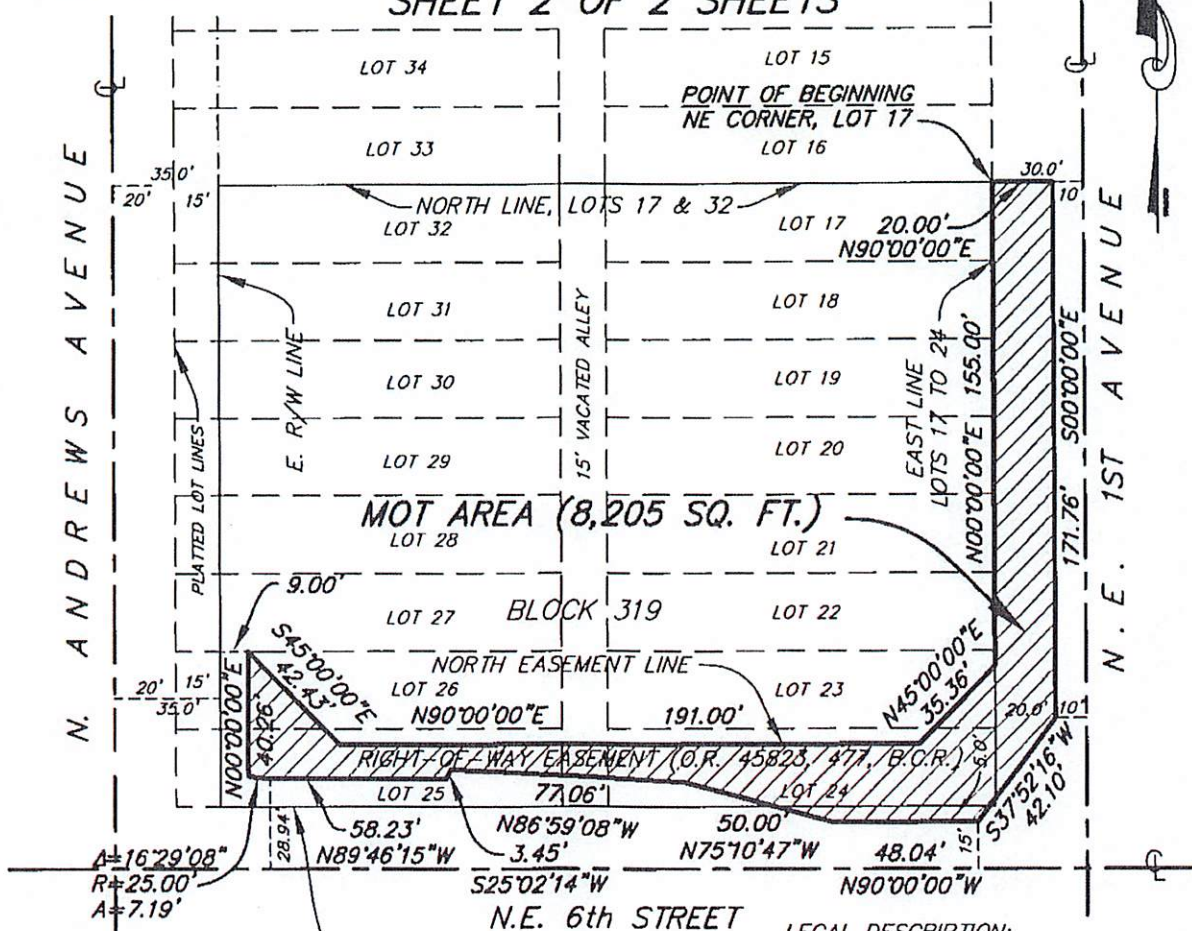 SHEET 2 OF 2 SHEETS
LOT 34
LOT 15
POINT OF BEGINNING
NE CORNER, LOT 17
LOT 33
LOT 16
35.0'
20'
15'
30.0'
10'
NORTH LINE, LOTS 17 & 32
LOT 32
LOT 17
20.00'
N90°00'00"E
N. ANDREWS AVENUE
N.E. 1ST AVENUE
LOT 31
LOT 18
E. R/W LINE
15' VACATED ALLEY
EAST LINE
LOTS 17 TO 24
N00°00'00"E 155.00'
S00°00'00"E
171.76'
PLATTED LOT LINES
LOT 30
LOT 19
LOT 29
LOT 20
MOT AREA (8,205 SQ. FT.)
LOT 28
LOT 21
9.00'
LOT 27
BLOCK 319
LOT 22
S45°00'00"E
42.43'
N00°00'00"E
NORTH EASEMENT LINE
N45°00'00"E
35.36'
20'
15'
35.0'
LOT 26
LOT 23
N90°00'00"E
191.00'
20.0'
10'
RIGHT-OF-WAY EASEMENT (O.R. 45823, 477, B.C.R.)
5.0'
S37°52'16"W
42.10'
LOT 25
77.06'
LOT 24
28.94'
58.23'
N86°59'08"W
50.00'
15'
N89°46'15"W
3.45'
N75°10'47"W
48.04'
Δ=16°29'08"
R=25.00'
A=7.19'
S25°02'14"W
N90°00'00"W
N.E. 6th STREET
LEGAL DESCRIPTION: